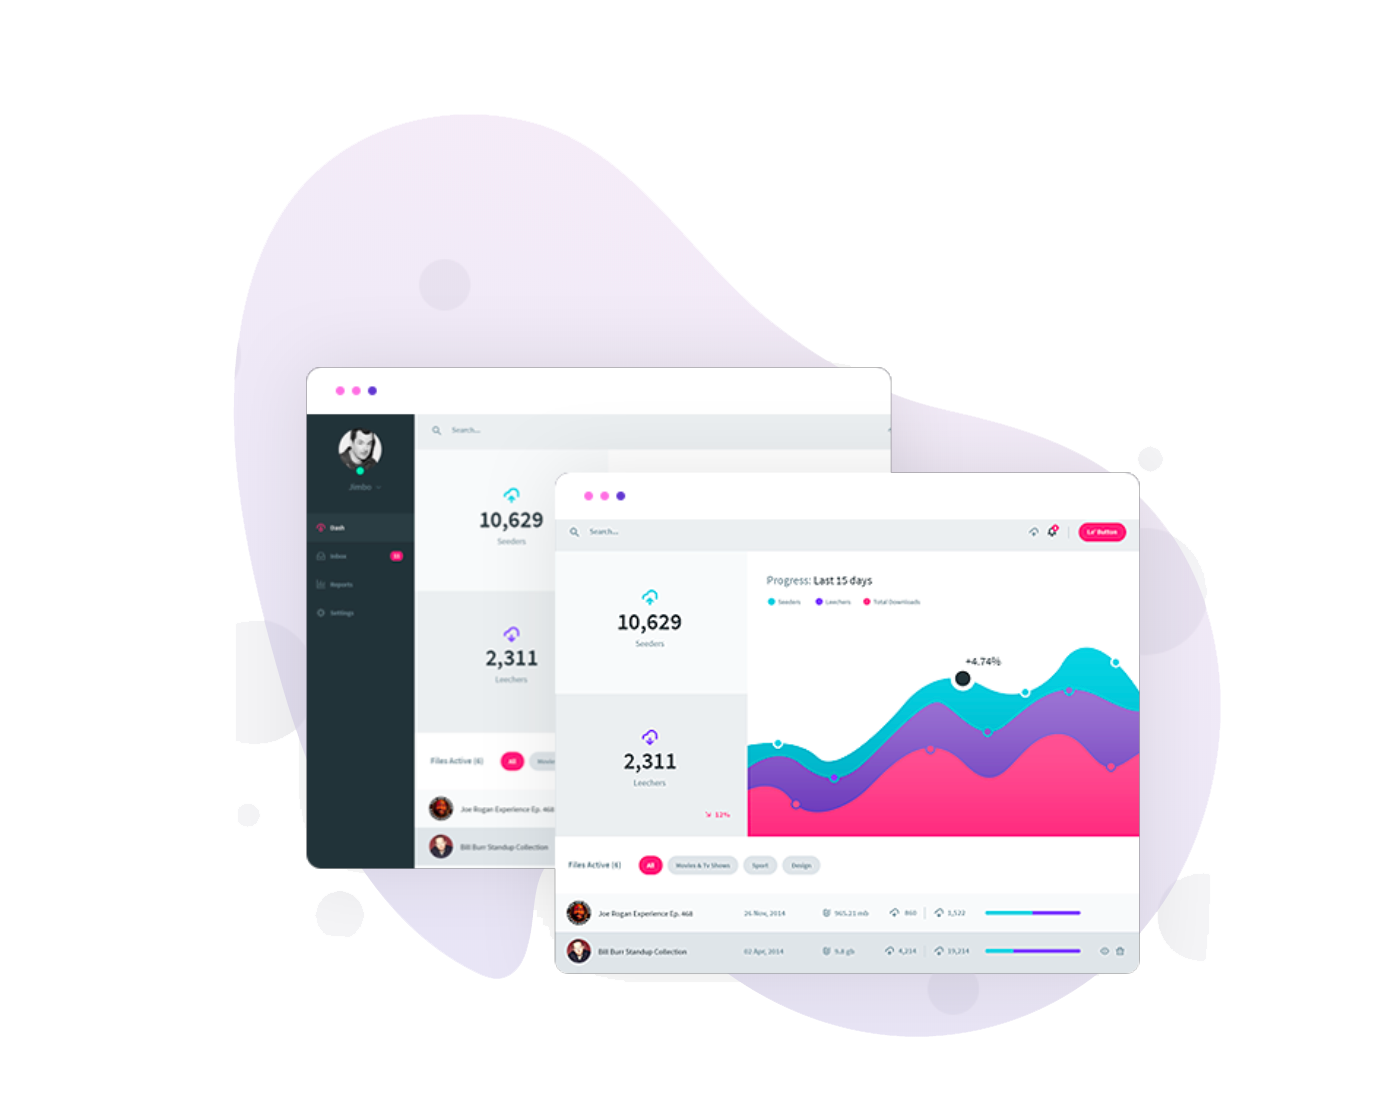 Search...
Jimbo
10,629
Seeders
Dash
Inbox
Reports
Settings
2,311
Leechers
Files Active (6)
All
Joe Rogan Experience Ep. 468
Bill Burr Standup Collection
Search...
Le' Button
10,629
Seeders
Progress: Last 15 days
Seeders
Leechers
Total Downloads
+4.74%
2,311
Leechers
12%
Files Active (6)
All
Movies & Tv Shows
Sport
Design
Joe Rogan Experience Ep. 468 26 Nov, 2014 965.21 mb 860 1,522
Bill Burr Standup Collection 02 Apr, 2014 9.8 gb 4,214 19,214